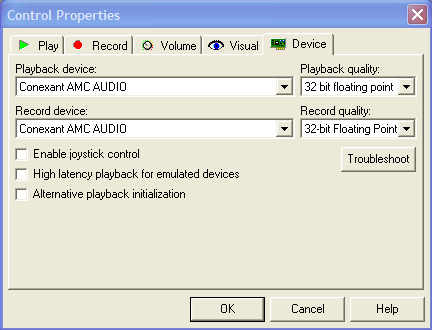 Control Properties
Play Record Volume Visual Device
Playback device: Playback quality:
Conexant AMC AUDIO 32 bit floating point
Record device: Record quality:
Conexant AMC AUDIO 32-bit Floating Point
Enable joystick control
Troubleshoot
High latency playback for emulated devices
Alternative playback initialization
OK Cancel Help